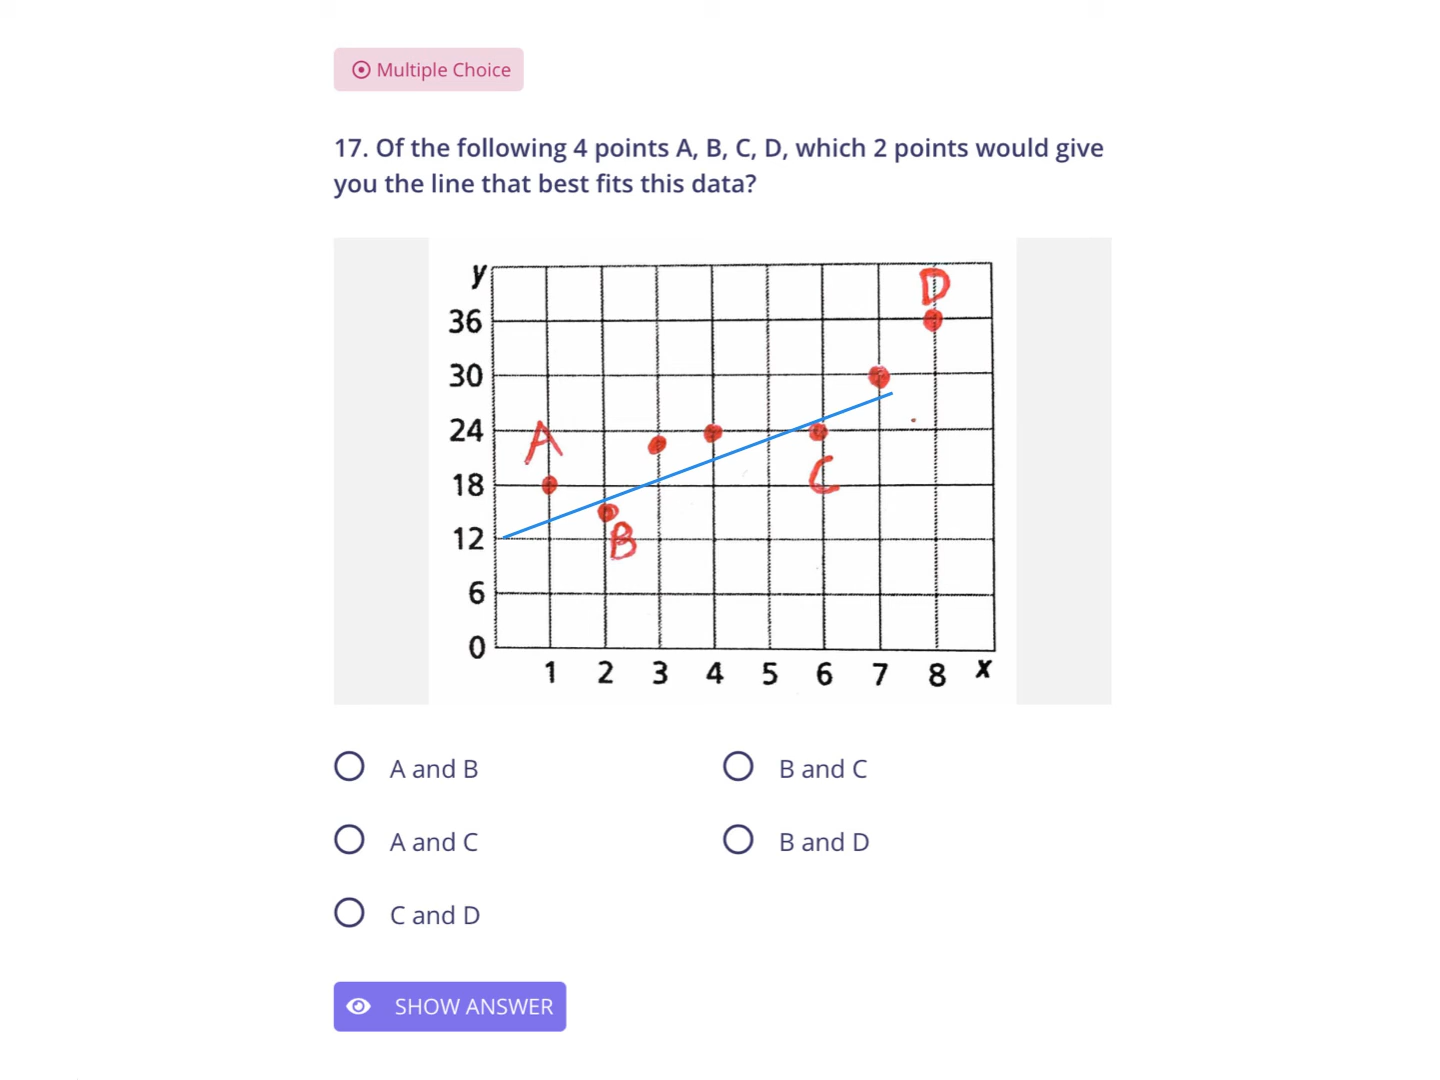 Multiple Choice
17. Of the following 4 points A, B, C, D, which 2 points would give
you the line that best fits this data?
y
D
36
30
A
24
C
18
B
12
6
0
1 2 3 4 5 6 7 8 x
A and B
B and C
A and C
B and D
C and D
SHOW ANSWER